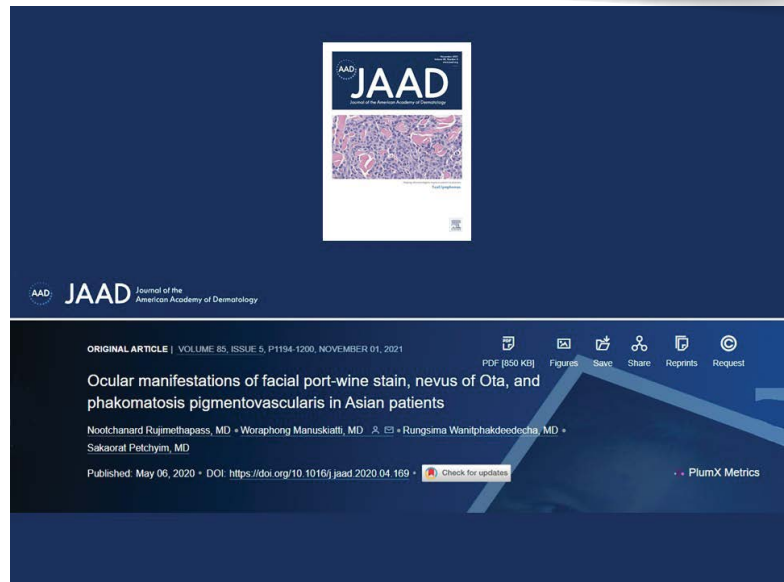 AAD
JAAD
Journal of the American Academy of Dermatology
T-cell lymphomas
AAD
JAAD
Journal of the
American Academy of Dermatology
ORIGINAL ARTICLE | VOLUME 85, ISSUE 5, P1194-1200, NOVEMBER 01, 2021
PDF [850 KB] Figures Save Share Reprints Request
Ocular manifestations of facial port-wine stain, nevus of Ota, and
phakomatosis pigmentovascularis in Asian patients
Nootchanard Rujimethapass, MD • Woraphong Manuskiatti, MD • Rungsima Wanitphakdeedecha, MD •
Sakaorat Petchyim, MD
Published: May 06, 2020 • DOI: https://doi.org/10.1016/j.jaad.2020.04.169 • Check for updates
PlumX Metrics